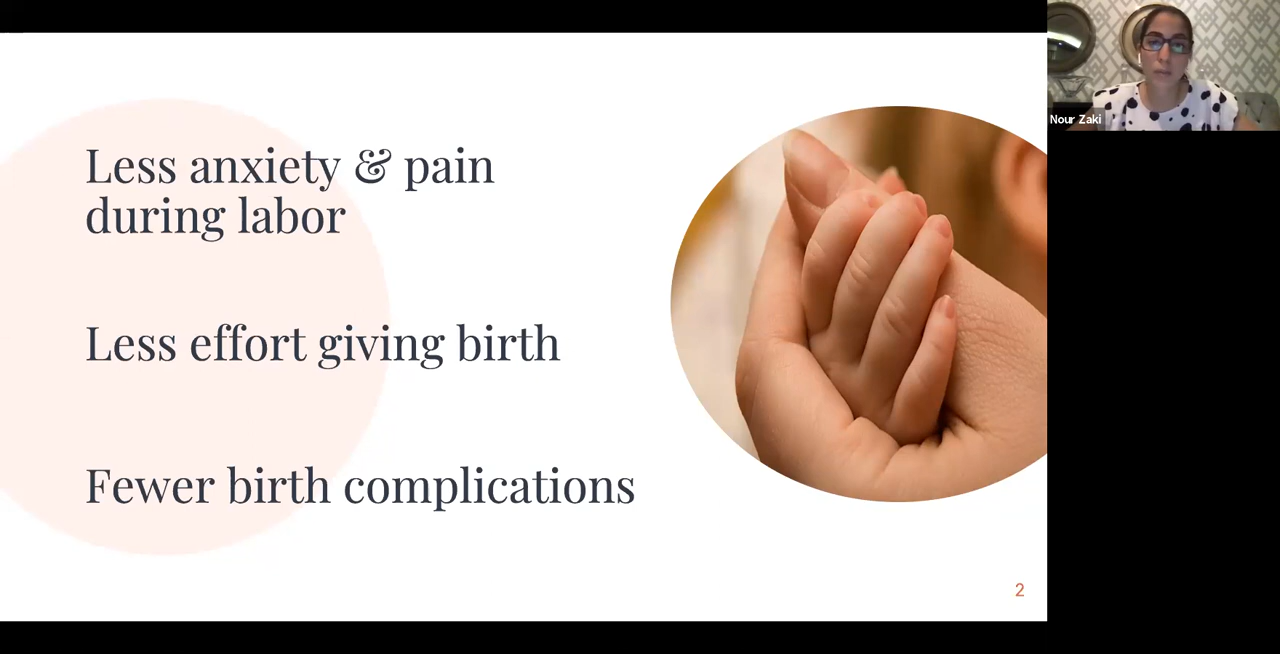 Less anxiety & pain
during labor
Less effort giving birth
Fewer birth complications
2
Nour Zaki